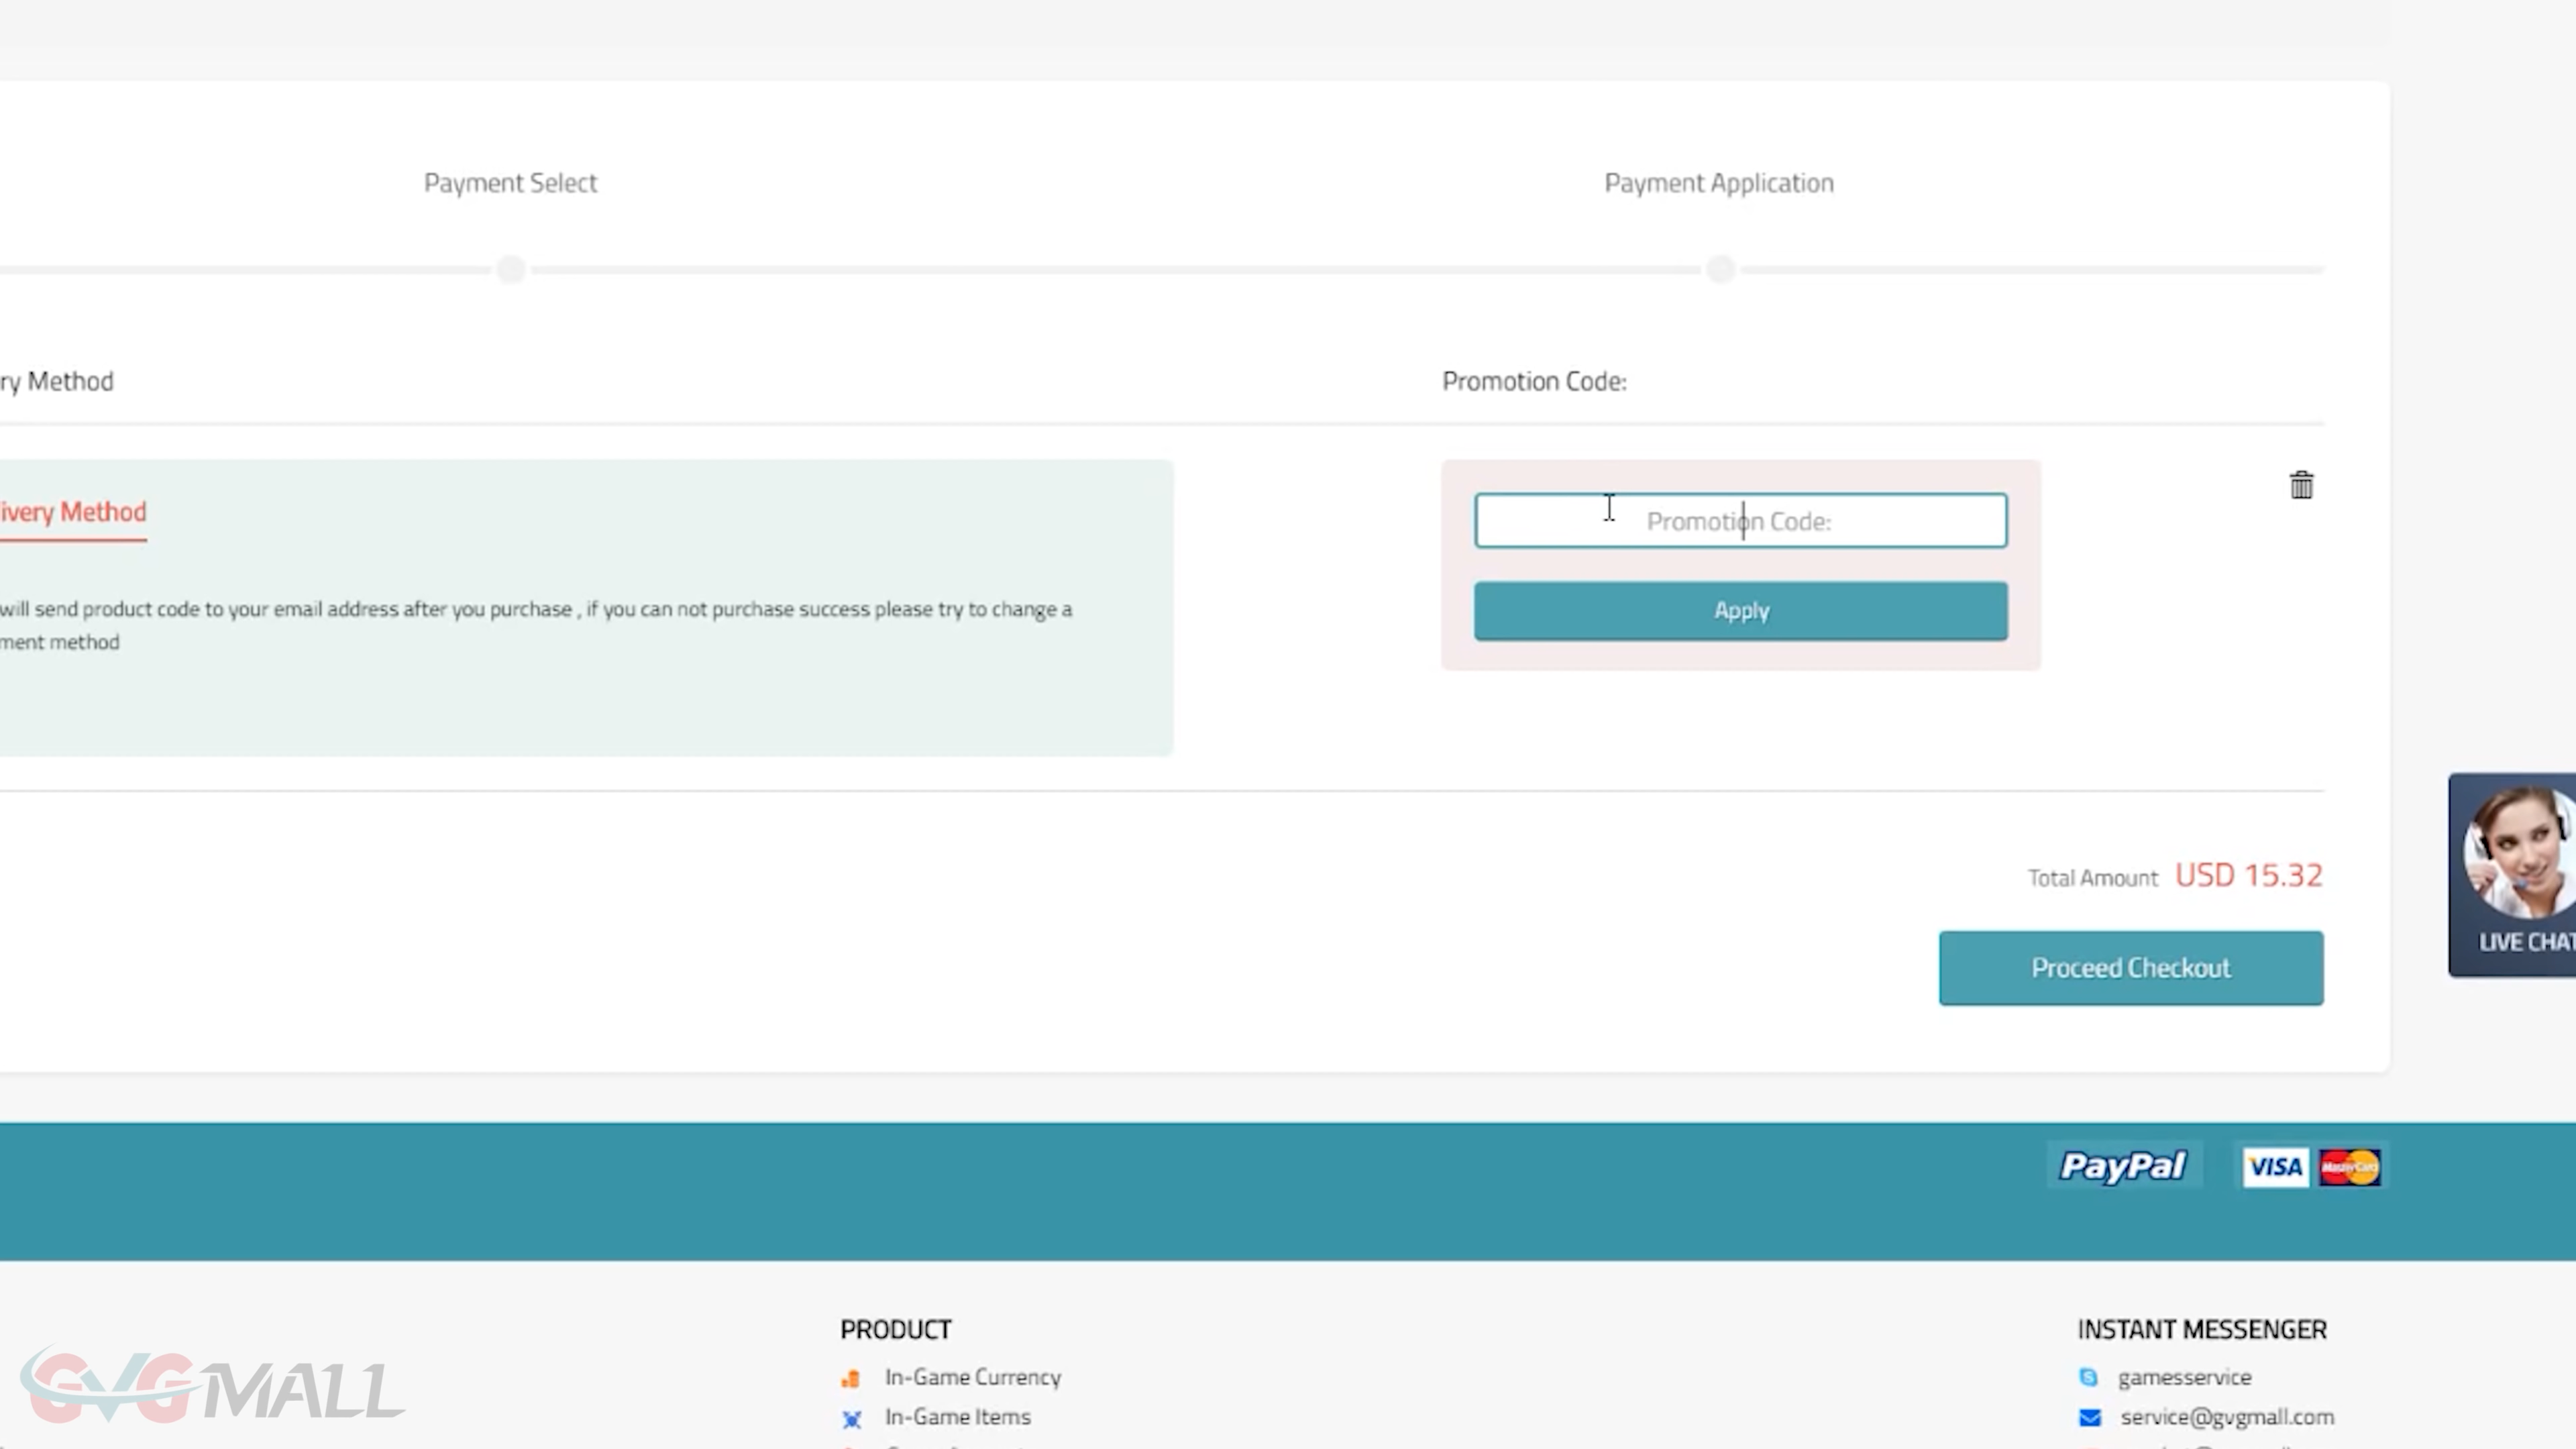 Payment Select
Payment Application
ry Method
Promotion Code:
ivery Method
Promotion Code:
Apply
will send product code to your email address after you purchase , if you can not purchase success please try to change a
ment method
Total Amount USD 15.32
Proceed Checkout
LIVE CHAT
PayPal
VISA
MasterCard
PRODUCT
In-Game Currency
In-Game Items
INSTANT MESSENGER
gamesservice
service@gvgmall.com
GVGMALL